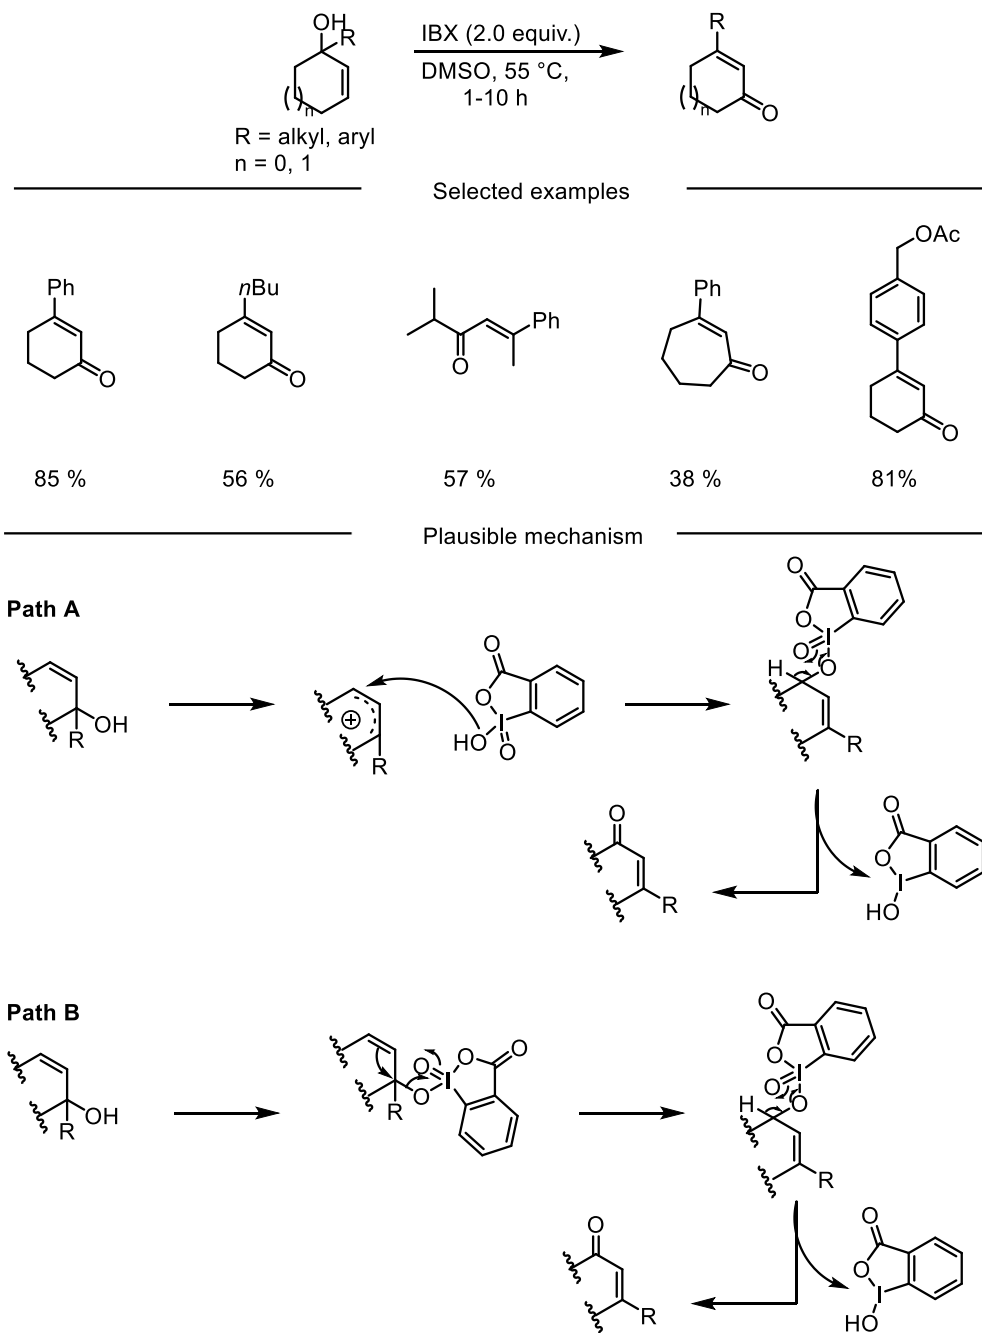 OH
R
IBX (2.0 equiv.)
DMSO, 55 °C,
1-10 h
R
( )n
( )n
O
R = alkyl, aryl
n = 0, 1
Selected examples
OAc
Ph
nBu
Ph
Ph
O
O
O
O
O
85 %
56 %
57 %
38 %
81%
Plausible mechanism
Path A
O
O
I
O
O
H
OH
R
+
R
O
O
I
HO
O
R
O
R
O
O
I
HO
Path B
OH
R
O
I
O
O
O
R
O
O
I
O
O
H
R
O
R
O
O
I
HO